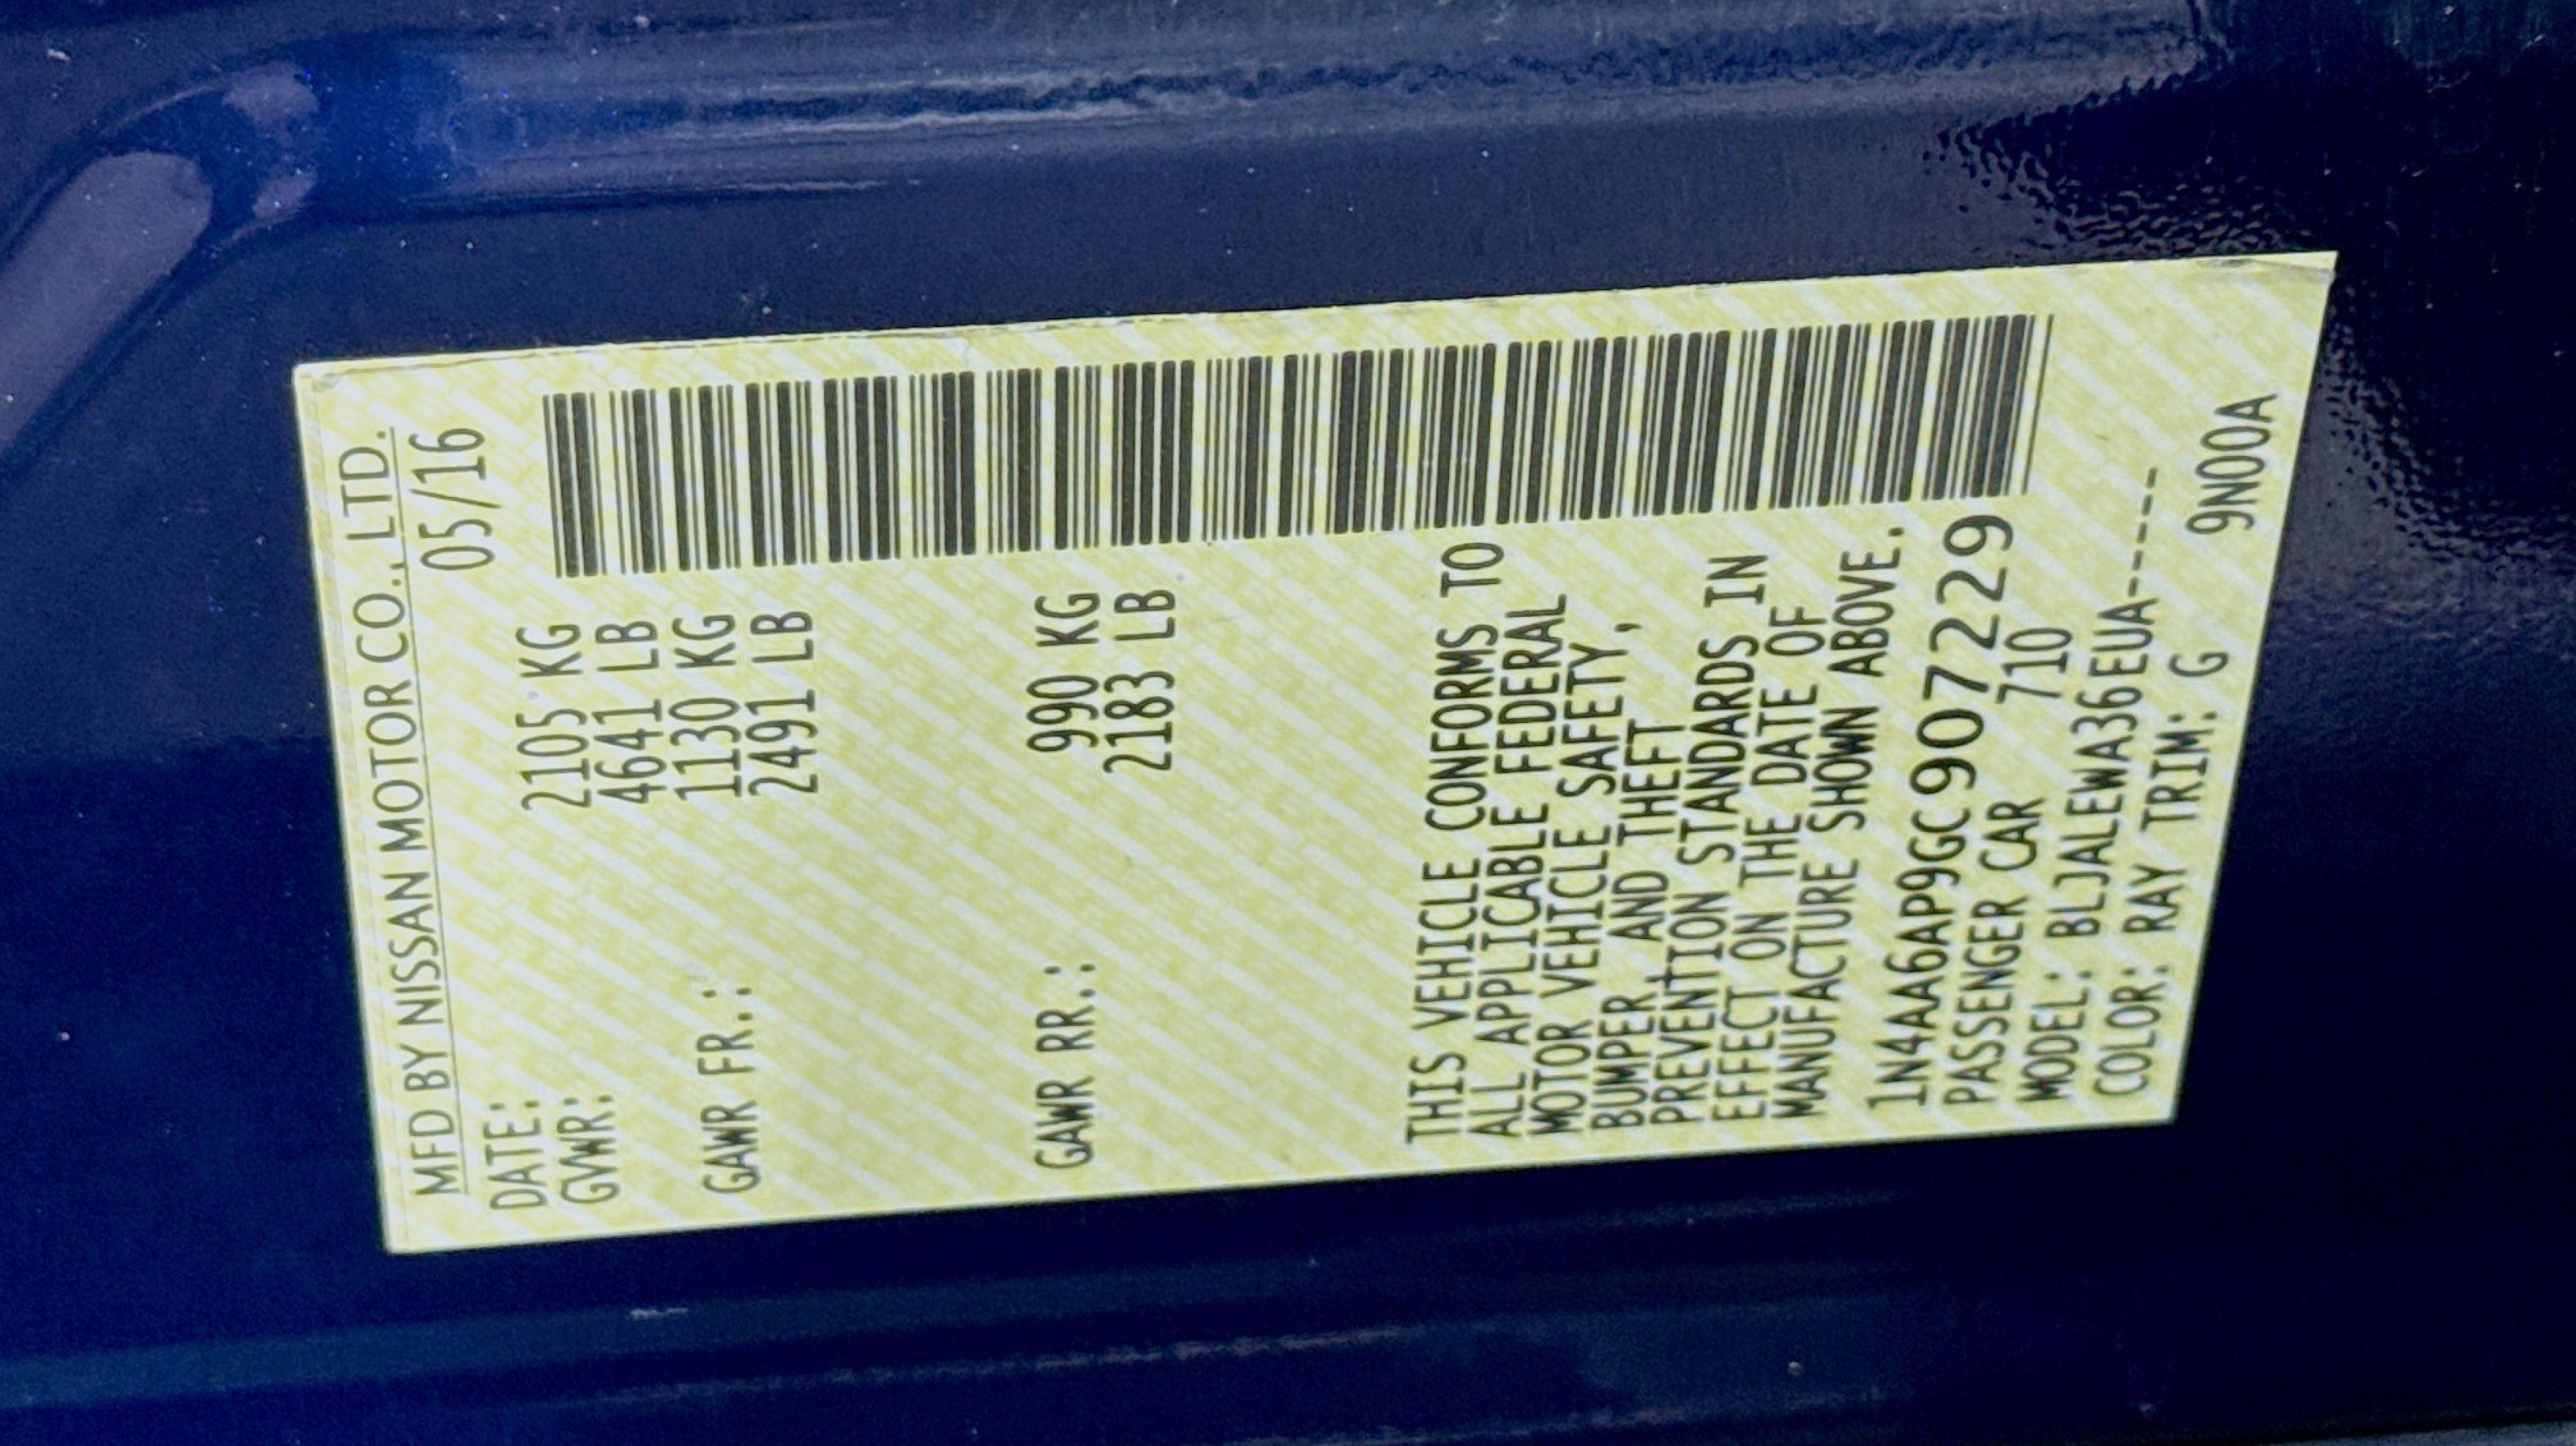 MFD BY NISSAN MOTOR CO., LTD.
DATE: 05/16
GVWR: 2105 KG
4641 LB
GAWR FR.: 1130 KG
2491 LB
GAWR RR.: 990 KG
2183 LB
THIS VEHICLE CONFORMS TO
ALL APPLICABLE FEDERAL
MOTOR VEHICLE SAFETY,
BUMPER AND THEFT
PREVENTION STANDARDS IN
EFFECT ON THE DATE OF
MANUFACTURE SHOWN ABOVE.
1N4AA6AP9GC907229
PASSENGER CAR 710
MODEL: BLJALEWA36EUA------
COLOR: RAY TRIM: G 9N00A